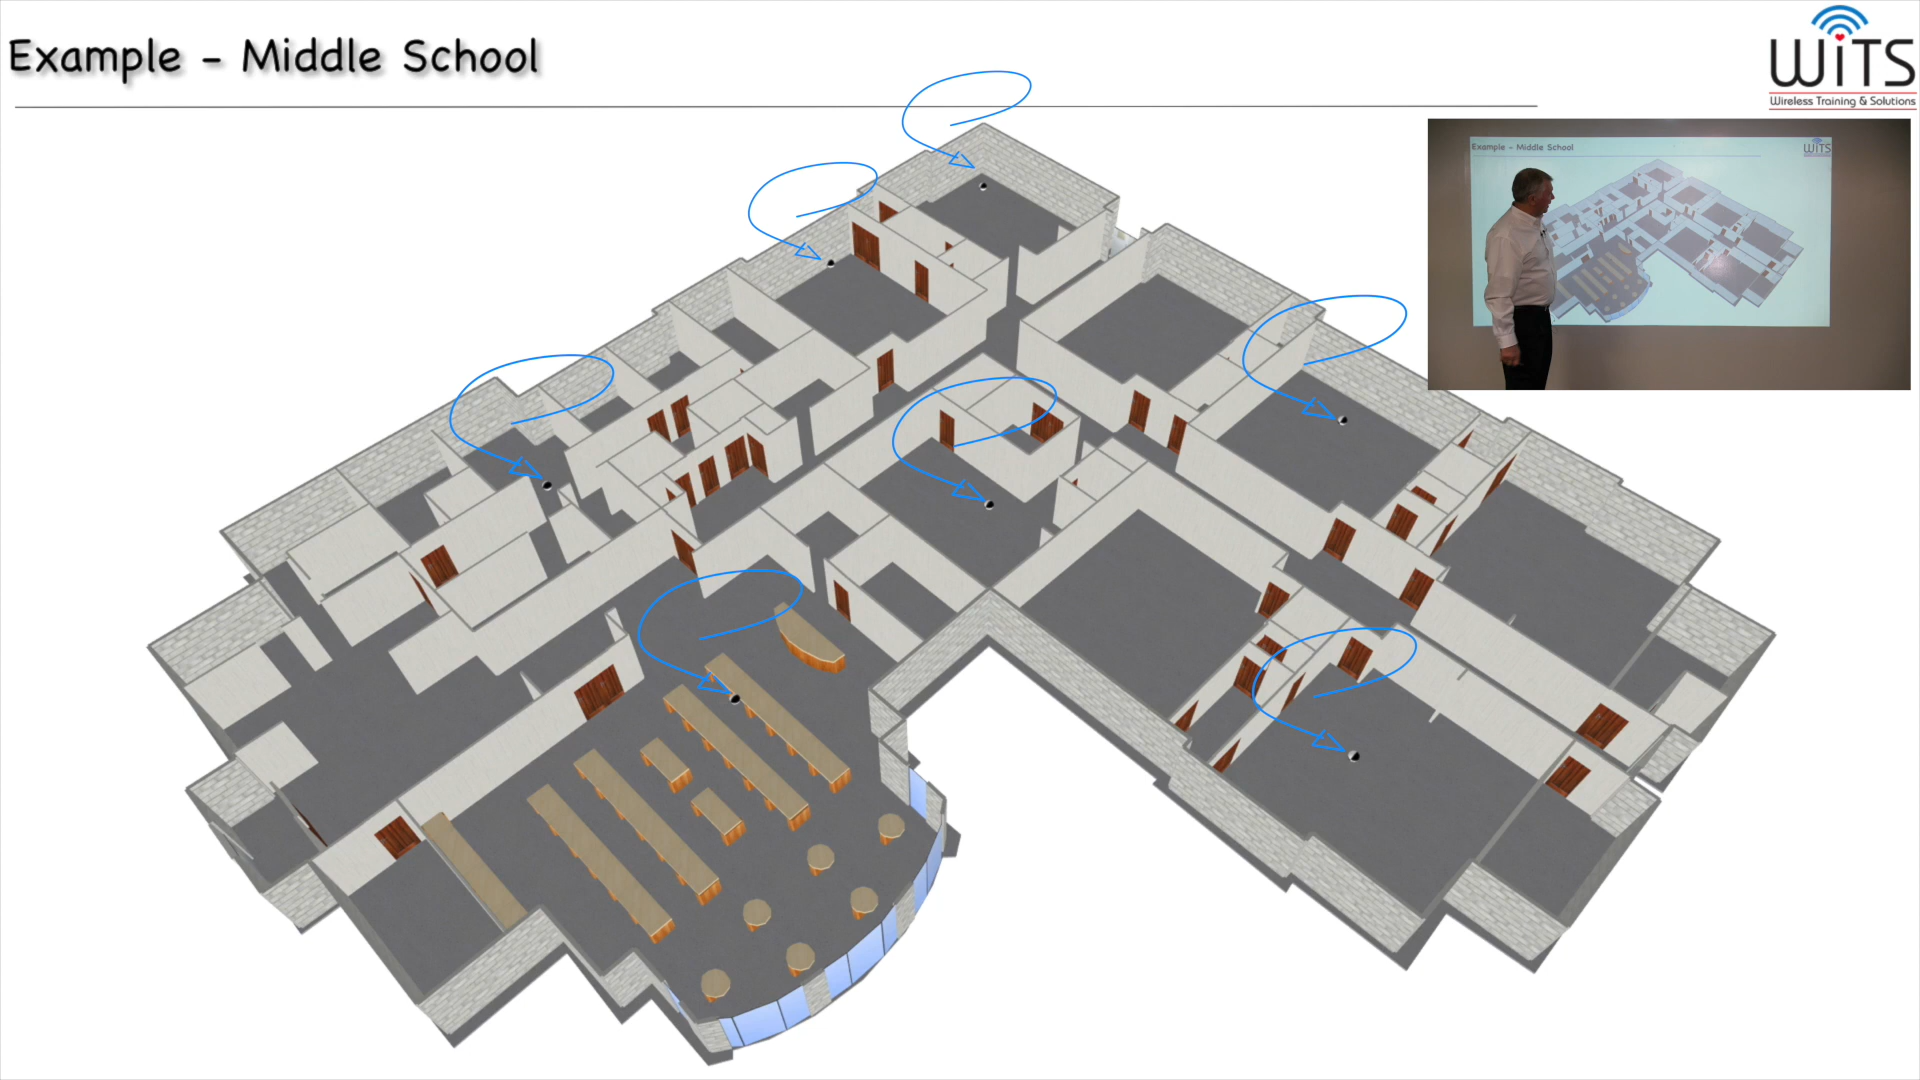 Example - Middle School
WiTS
Wireless Training & Solutions
Example - Middle School
WiTS